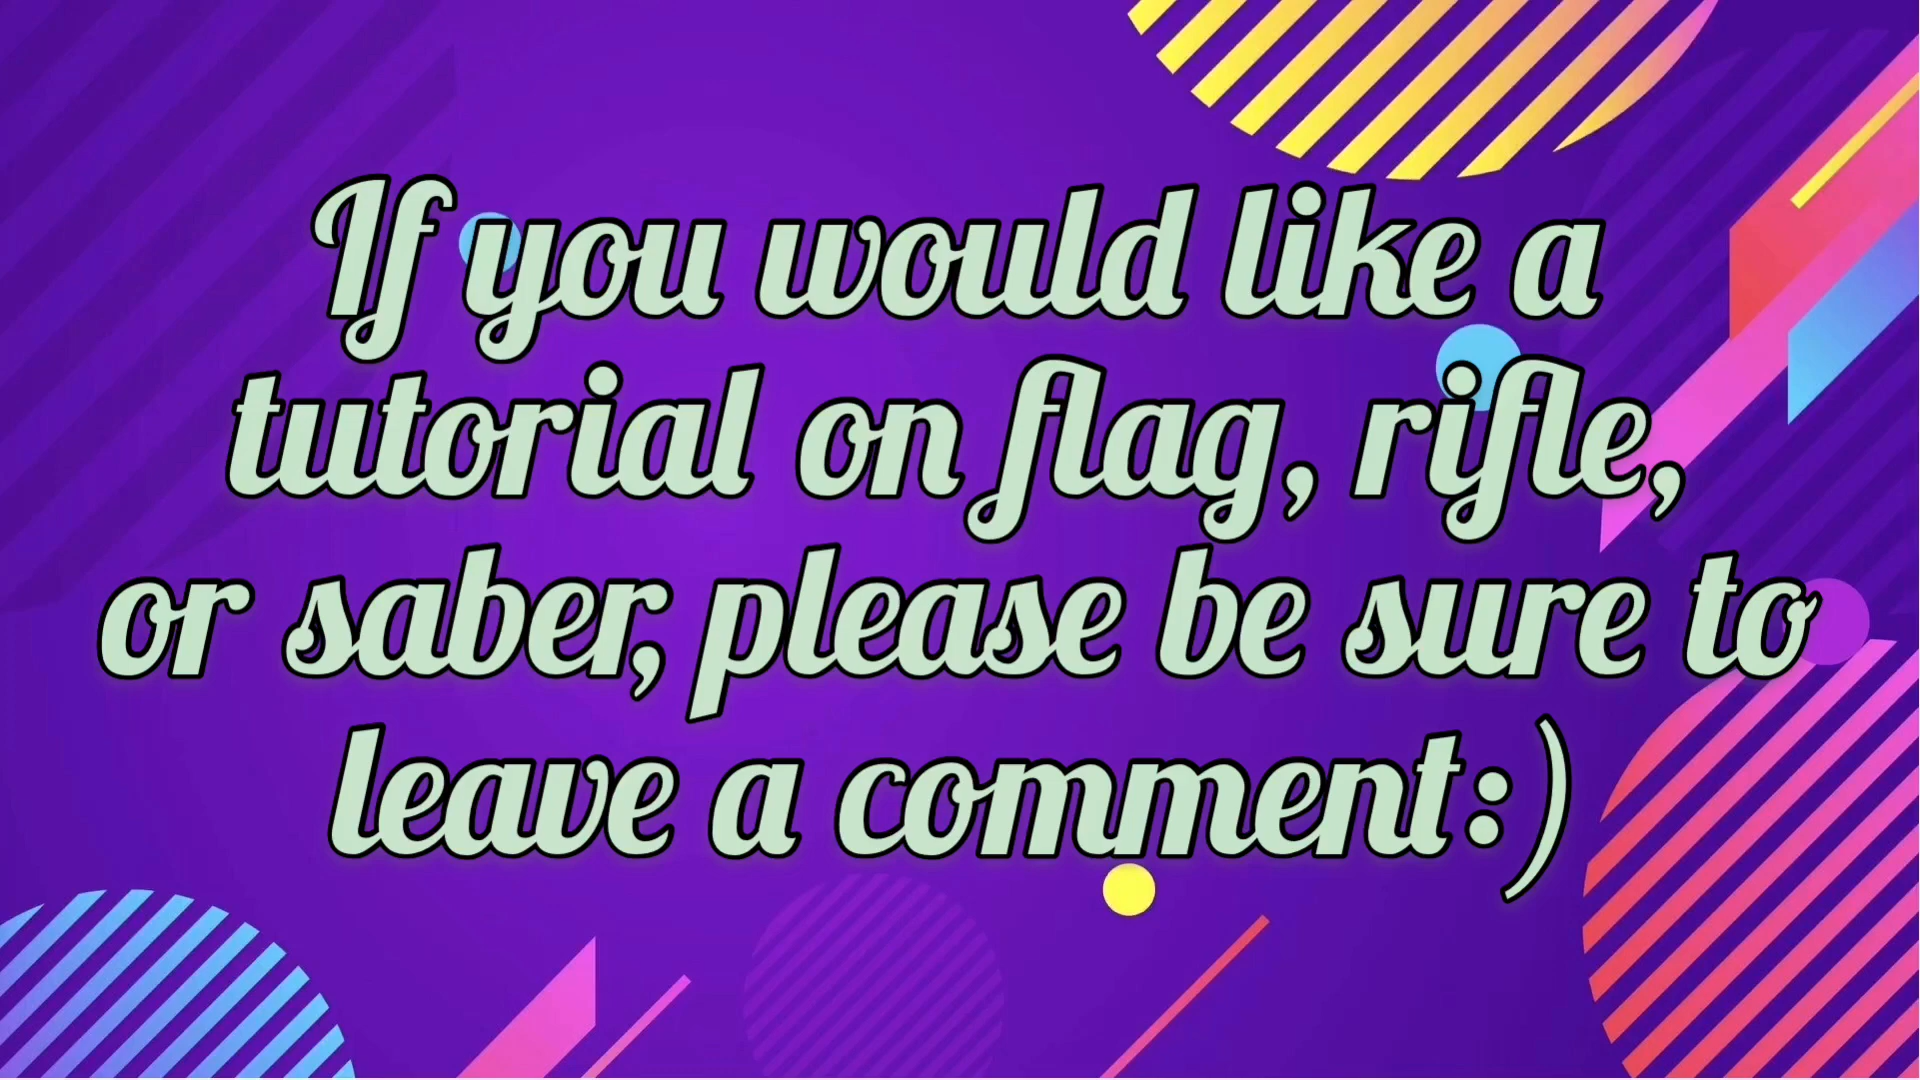 If you would like a
tutorial on flag, rifle,
or saber, please be sure to
leave a comment:)